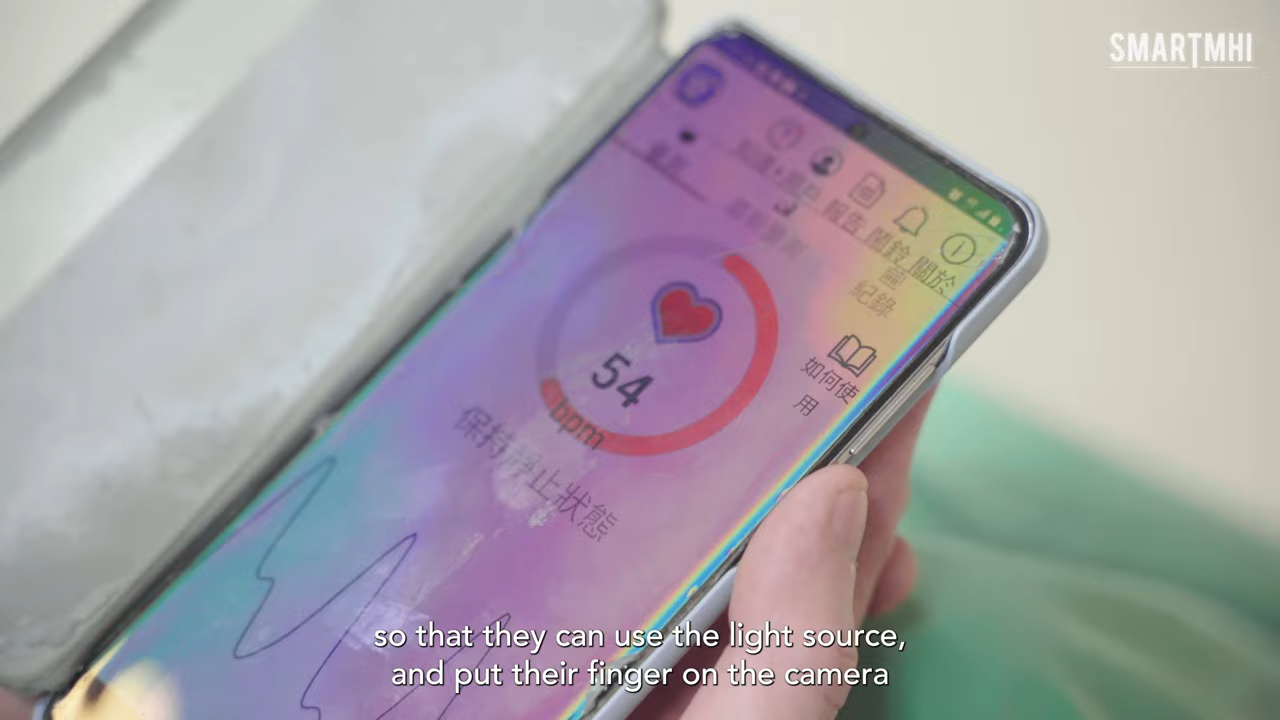 SMARTMHI
報告
鬧鈴
關於
紀錄
如何使
用
54
bpm
保持靜止狀態
so that they can use the light source,
and put their finger on the camera